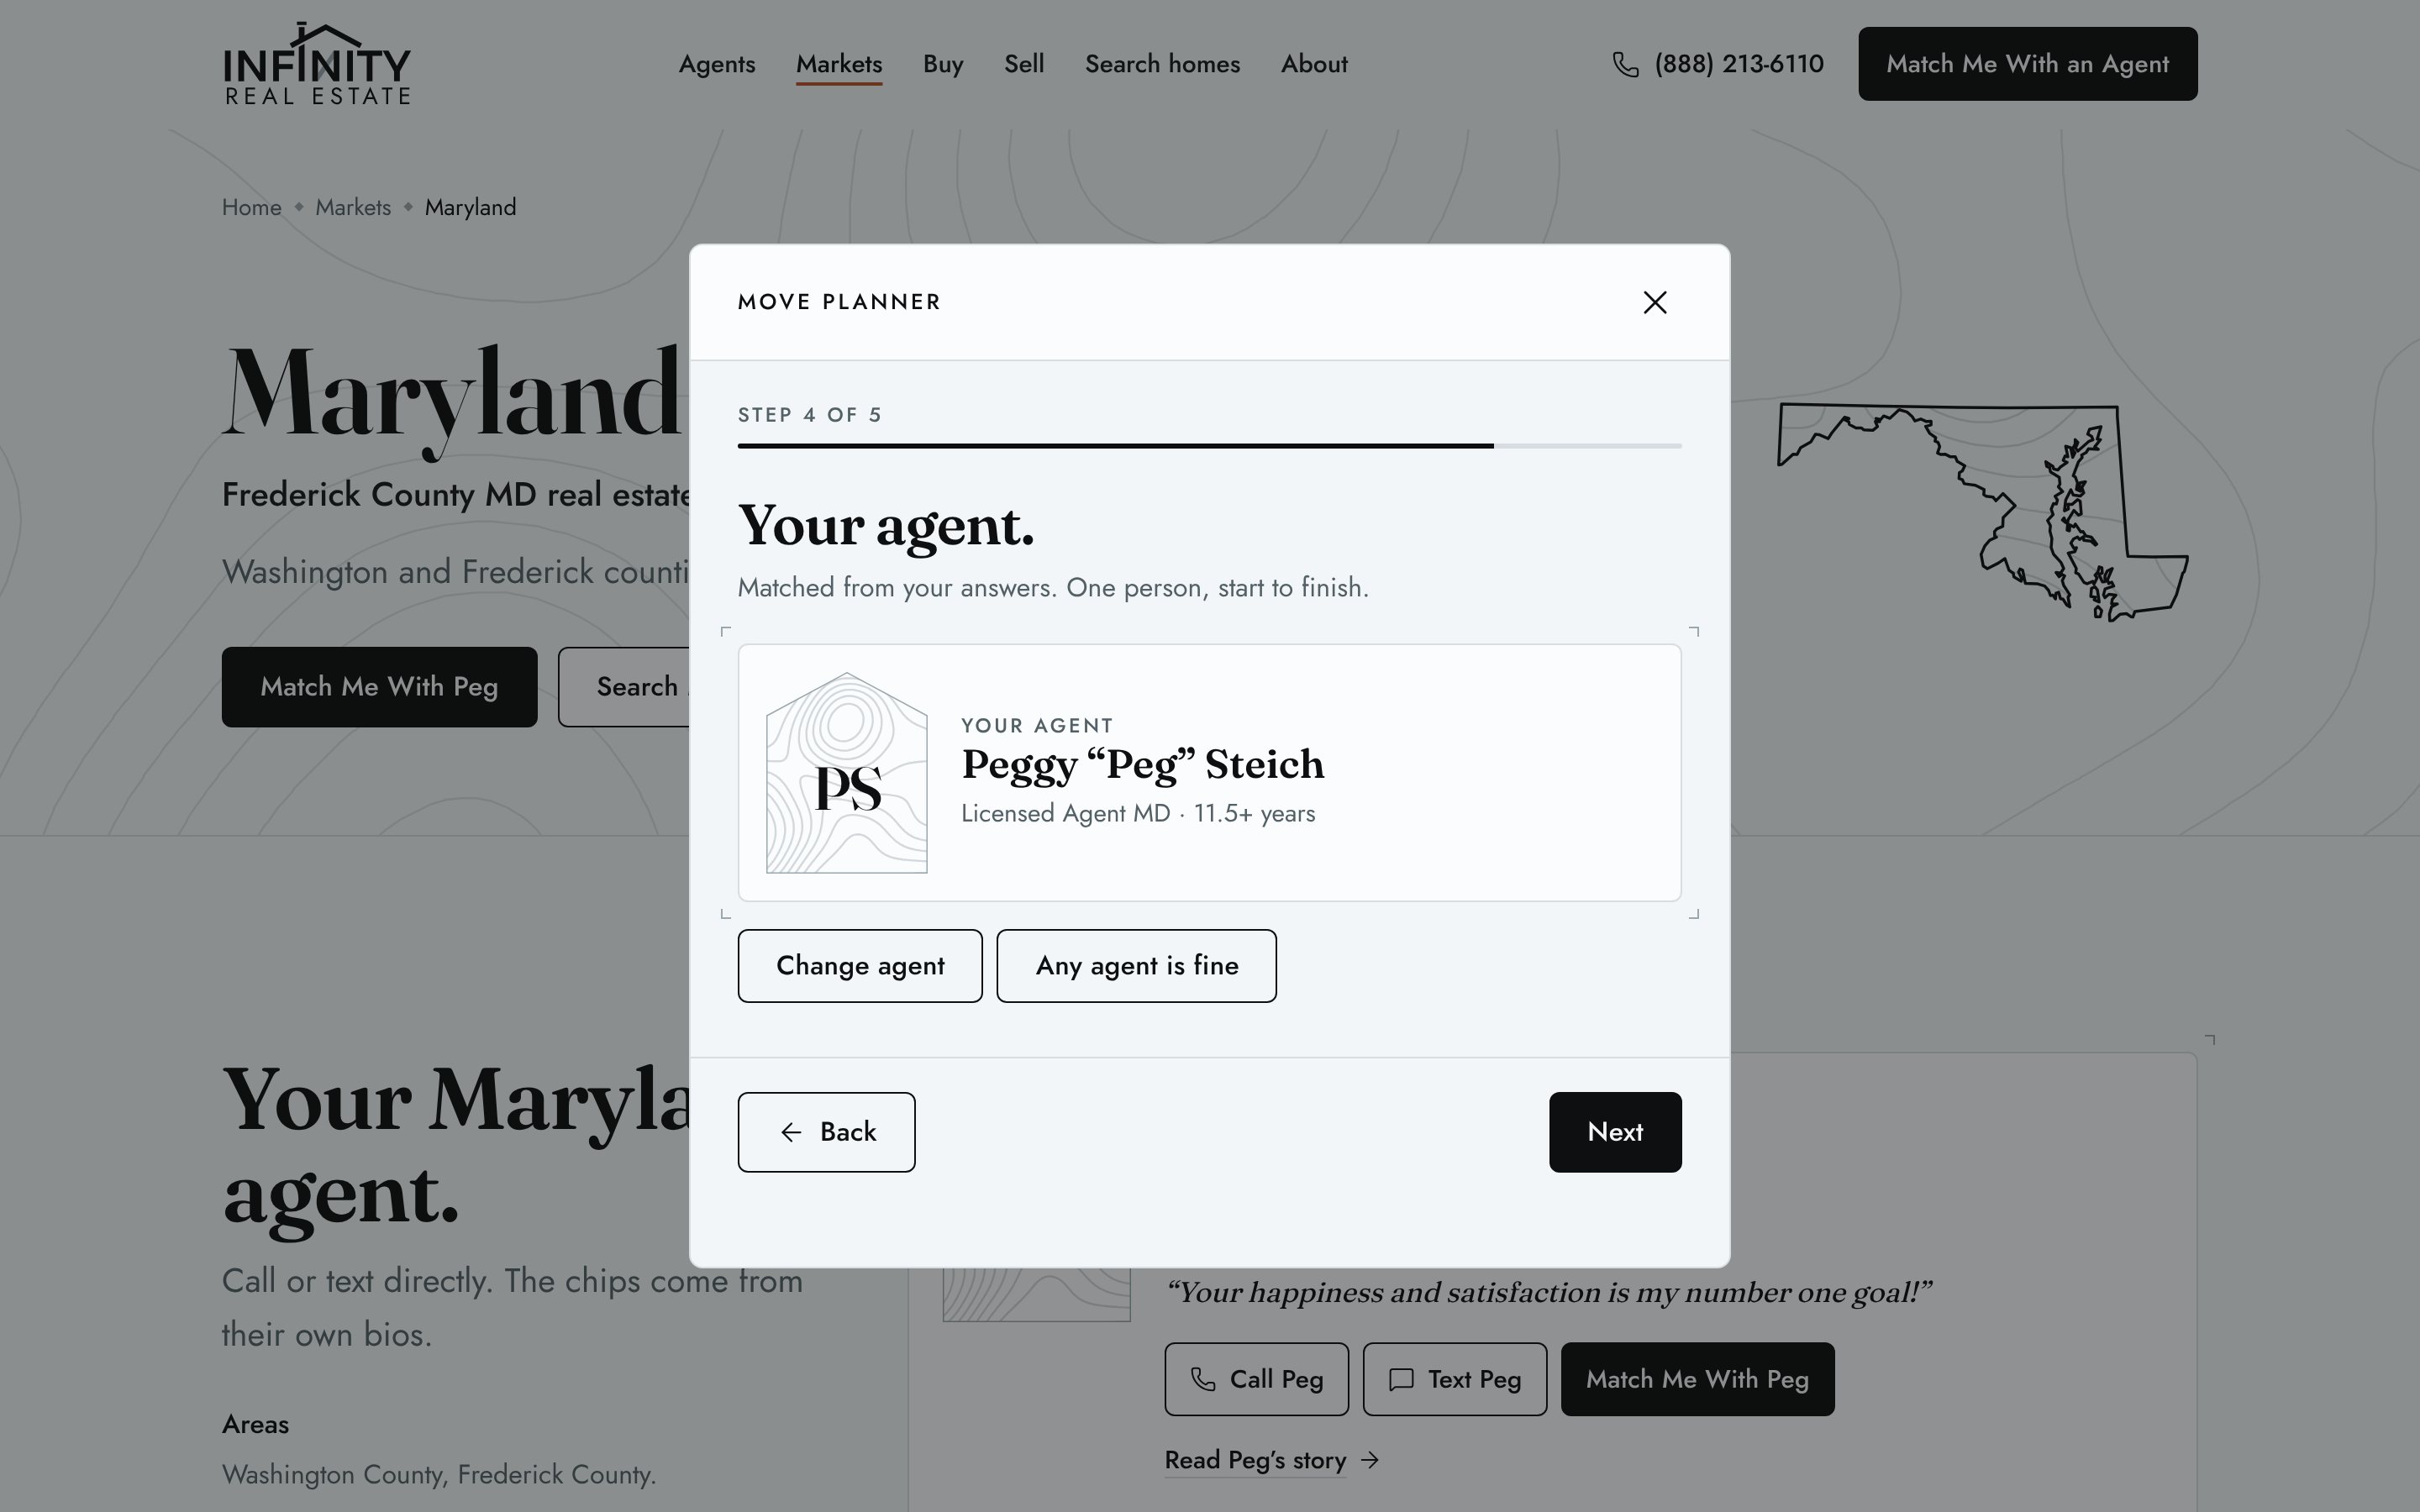 INFINITY
REAL ESTATE
Agents
Markets
Buy
Sell
Search homes
About
(888) 213-6110
Match Me With an Agent
Home
Markets
Maryland
Maryland
Frederick County MD real estate
Washington and Frederick
Match Me With Peg
Search
MOVE PLANNER
STEP 4 OF 5
Your agent.
Matched from your answers. One person, start to finish.
PS
YOUR AGENT
Peggy “Peg” Steich
Licensed Agent MD · 11.5+ years
Change agent
Any agent is fine
Back
Next
Your
agent.
Call or text directly. The chips come from
their own bios.
Areas
Washington County, Frederick County.
“Your happiness and satisfaction is my number one goal!”
Call Peg
Text Peg
Match Me With Peg
Read Peg’s story